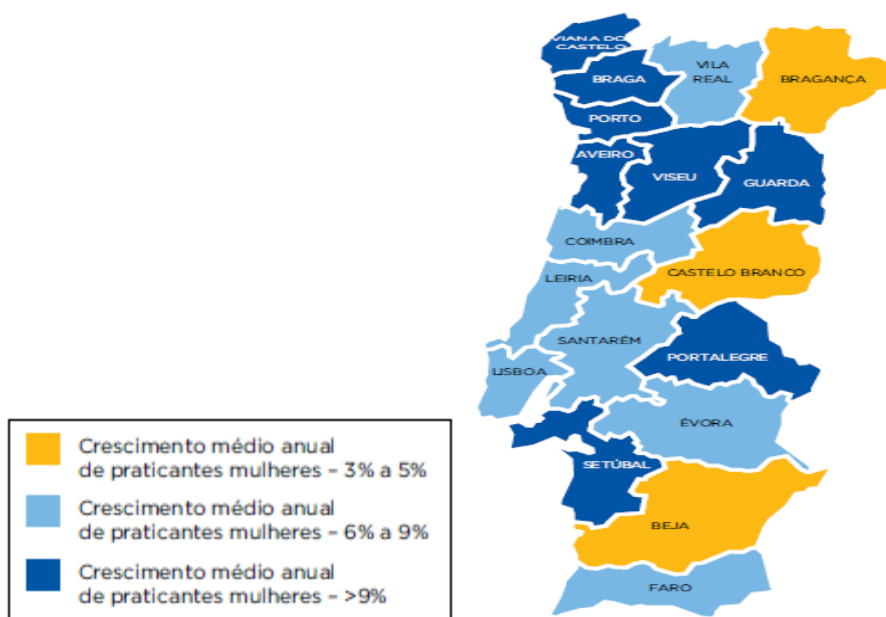 VIANA DO
CASTELO
BRAGA
VILA
REAL
BRAGANÇA
PORTO
AVEIRO
VISEU
GUARDA
COIMBRA
LEIRIA
CASTELO BRANCO
SANTARÉM
LISBOA
PORTALEGRE
ÉVORA
SETÚBAL
BEJA
FARO
Crescimento médio anual
de praticantes mulheres – 3% a 5%
Crescimento médio anual
de praticantes mulheres – 6% a 9%
Crescimento médio anual
de praticantes mulheres – >9%